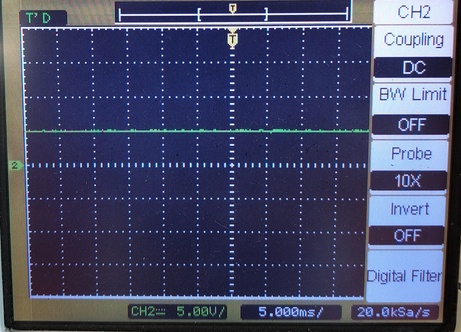 T'D
T
CH2
Coupling
DC
BW Limit
OFF
Probe
10X
Invert
OFF
Digital Filter
T
2
CH2 5.00V/
5.000ms/
20.0kSa/s